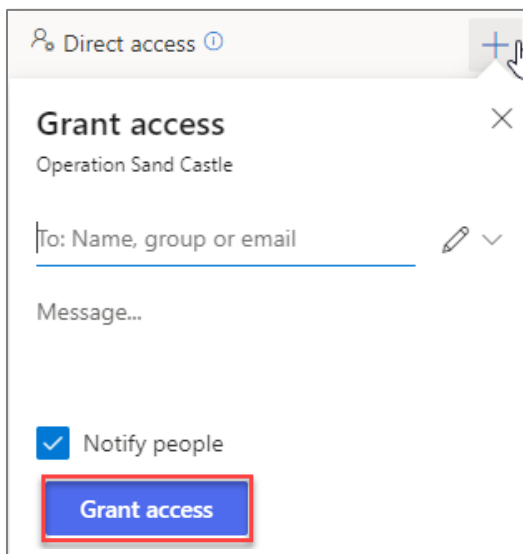 Direct access
Grant access
Operation Sand Castle
To: Name, group or email
Message...
Notify people
Grant access